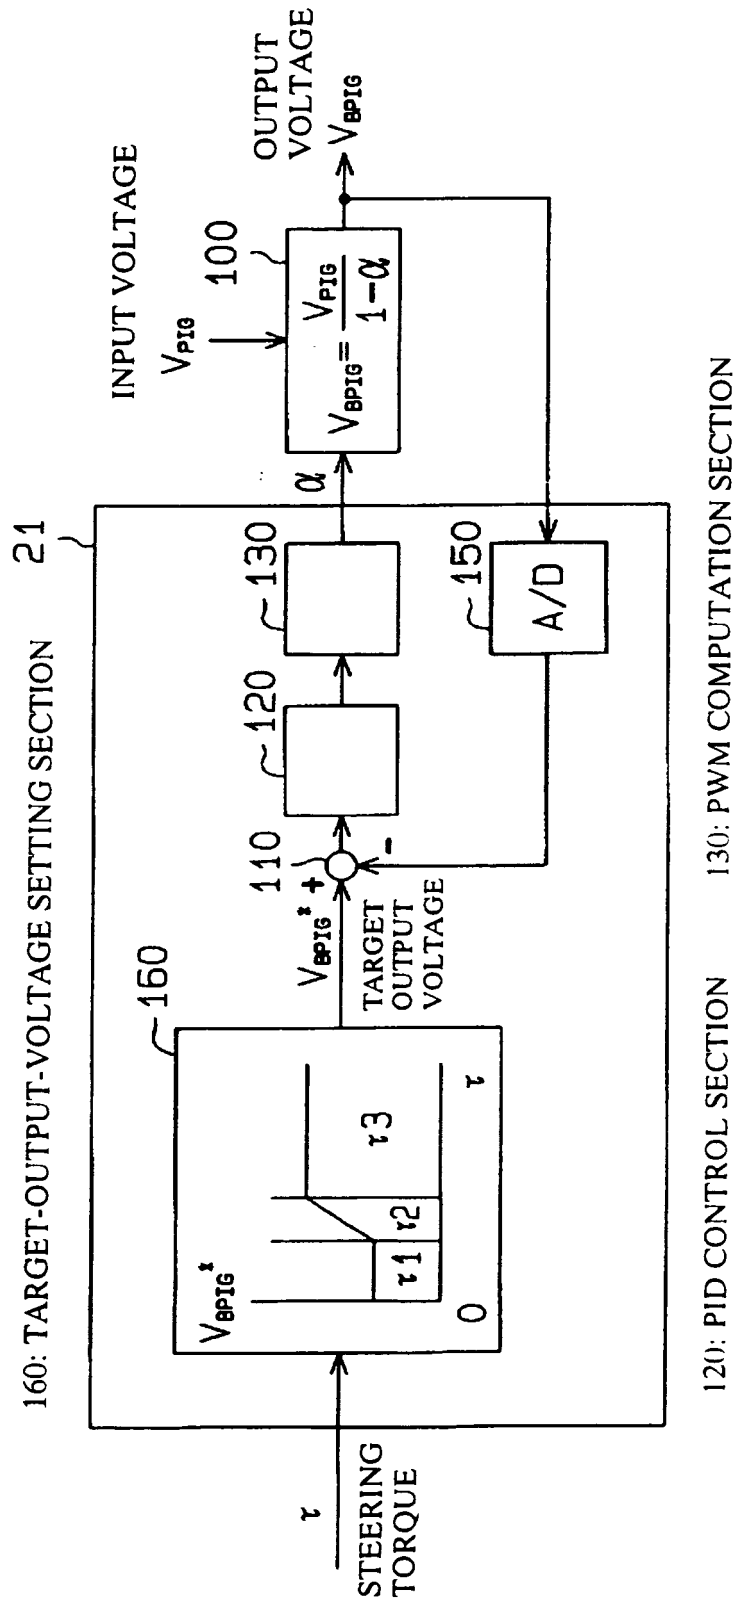 160: TARGET-OUTPUT-VOLTAGE SETTING SECTION
21
INPUT VOLTAGE
V_PIG
OUTPUT
VOLTAGE
V_BPIG
160
V_BPIG*
τ1
τ2
τ3
0
τ
τ
STEERING
TORQUE
V_BPIG*
+
-
TARGET
OUTPUT
VOLTAGE
110
120
130
α
100
V_BPIG = V_PIG / 1-α
150
A/D
120: PID CONTROL SECTION
130: PWM COMPUTATION SECTION